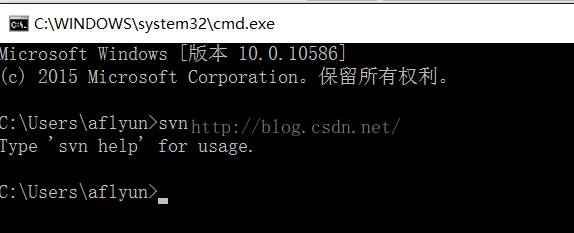 C:\WINDOWS\system32\cmd.exe
Microsoft Windows [版本 10.0.10586]
(c) 2015 Microsoft Corporation。保留所有权利。
C:\Users\aflyun>svn
http://blog.csdn.net/
Type 'svn help' for usage.
C:\Users\aflyun>